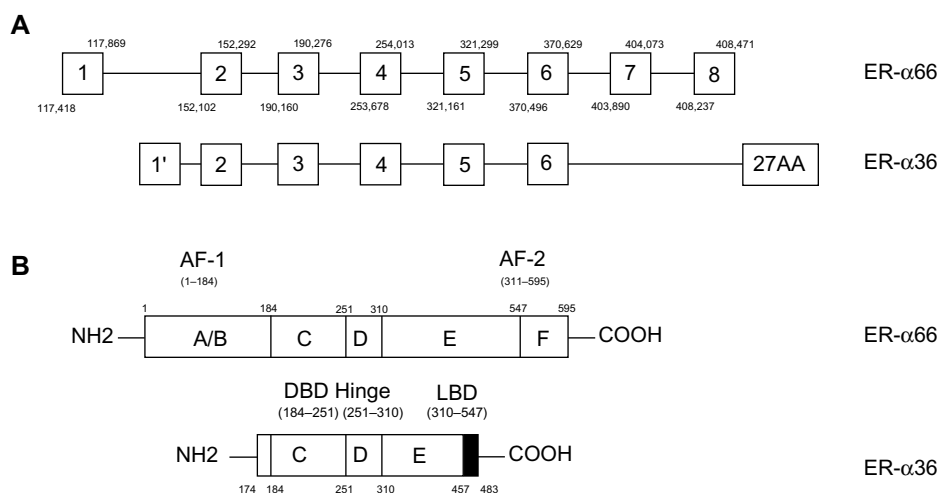 A
117,869 152,292 190,276 254,013 321,299 370,629 404,073 408,471
1 2 3 4 5 6 7 8 ER-α66
117,418 152,102 190,160 253,678 321,161 370,496 403,890 408,237
1' 2 3 4 5 6 27AA ER-α36
B
AF-1 AF-2
(1–184) (311–595)
1 184 251 310 547 595
NH2 A/B C D E F COOH ER-α66
DBD Hinge LBD
(184–251) (251–310) (310–547)
NH2 C D E COOH ER-α36
174 184 251 310 457 483